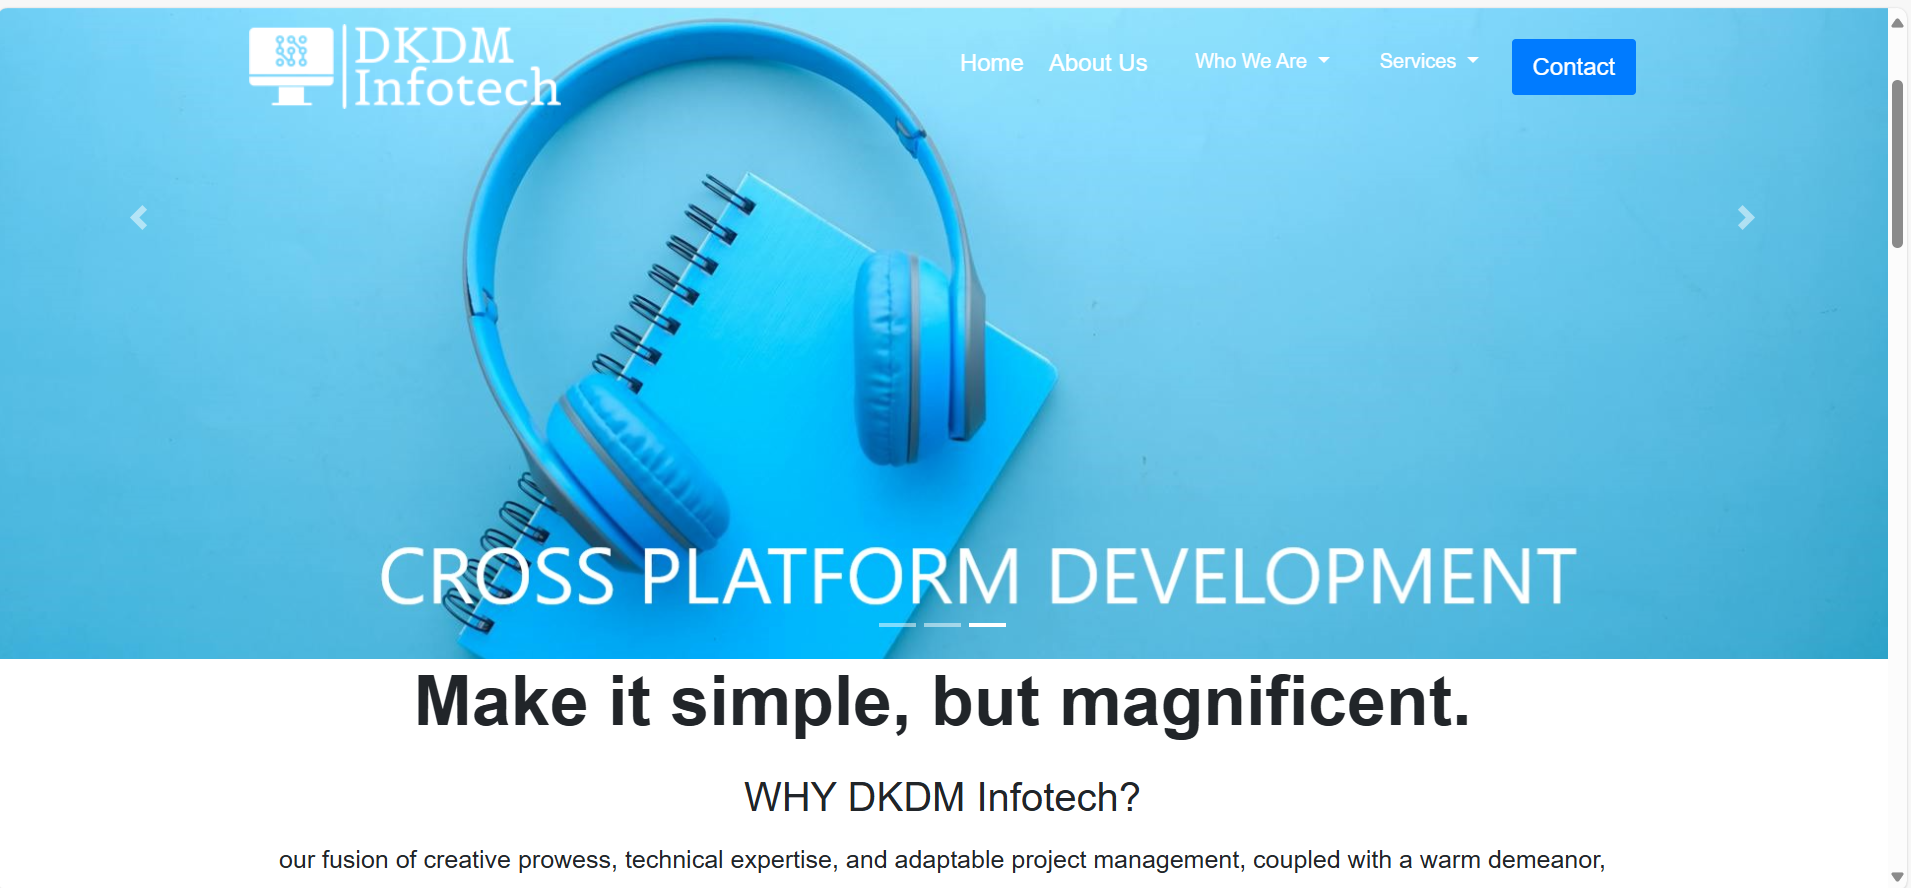 DKDM
Infotech
Home About Us Who We Are Services Contact
CROSS PLATFORM DEVELOPMENT
Make it simple, but magnificent.
WHY DKDM Infotech?
our fusion of creative prowess, technical expertise, and adaptable project management, coupled with a warm demeanor,